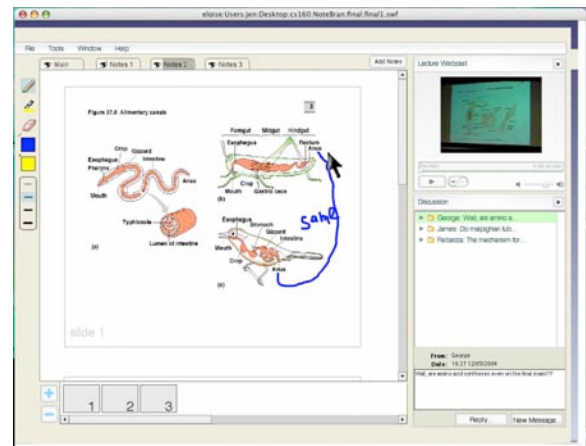 eloise:Users:jen:Desktop:cs160:NoteBran:final:final1.swf
File Tools Window Help
Main Notes 1 Notes 2 Notes 3
Add Notes
Lecture Webcast
Figure 37.8 Alimentary canals
3
Crop Gizzard
Intestine
Esophagus
Pharynx
Mouth
Anus
Typhlosole
Lumen of intestine
(a)
Foregut Midgut Hindgut
Esophagus
Rectum
Anus
Mouth
Crop
Gastric ceca
(b)
same
Esophagus
Stomach
Gizzard
Intestine
Mouth
Crop
Anus
(c)
slide 1
1 2 3
Discussion
George: Wait, are amino a...
James: Do malpighian tub...
Rebecca: The mechanism for...
From: George
Date: 19:27 12/05/2004
Wait, are amino acid syntheses even on the final exam?!?
Reply... New Message...